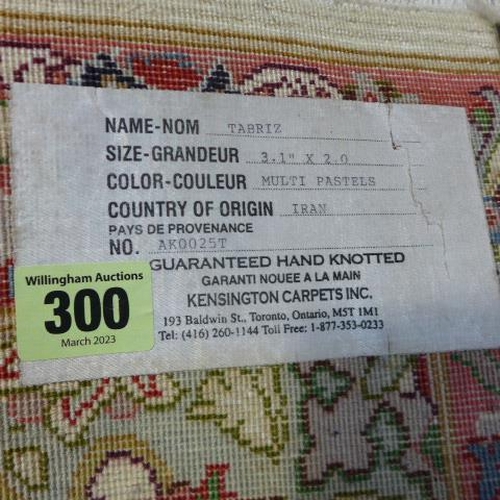 NAME-NOM TABRIZ
SIZE-GRANDEUR 3.1" X 2.0
COLOR-COULEUR MULTI PASTELS
COUNTRY OF ORIGIN IRAN
PAYS DE PROVENANCE
NO. AK0025T
GUARANTEED HAND KNOTTED
GARANTI NOUEE A LA MAIN
KENSINGTON CARPETS INC.
193 Baldwin St., Toronto, Ontario, M5T 1M1
Tel: (416) 260-1144 Toll Free: 1-877-353-0233
Willingham Auctions
300
March 2023